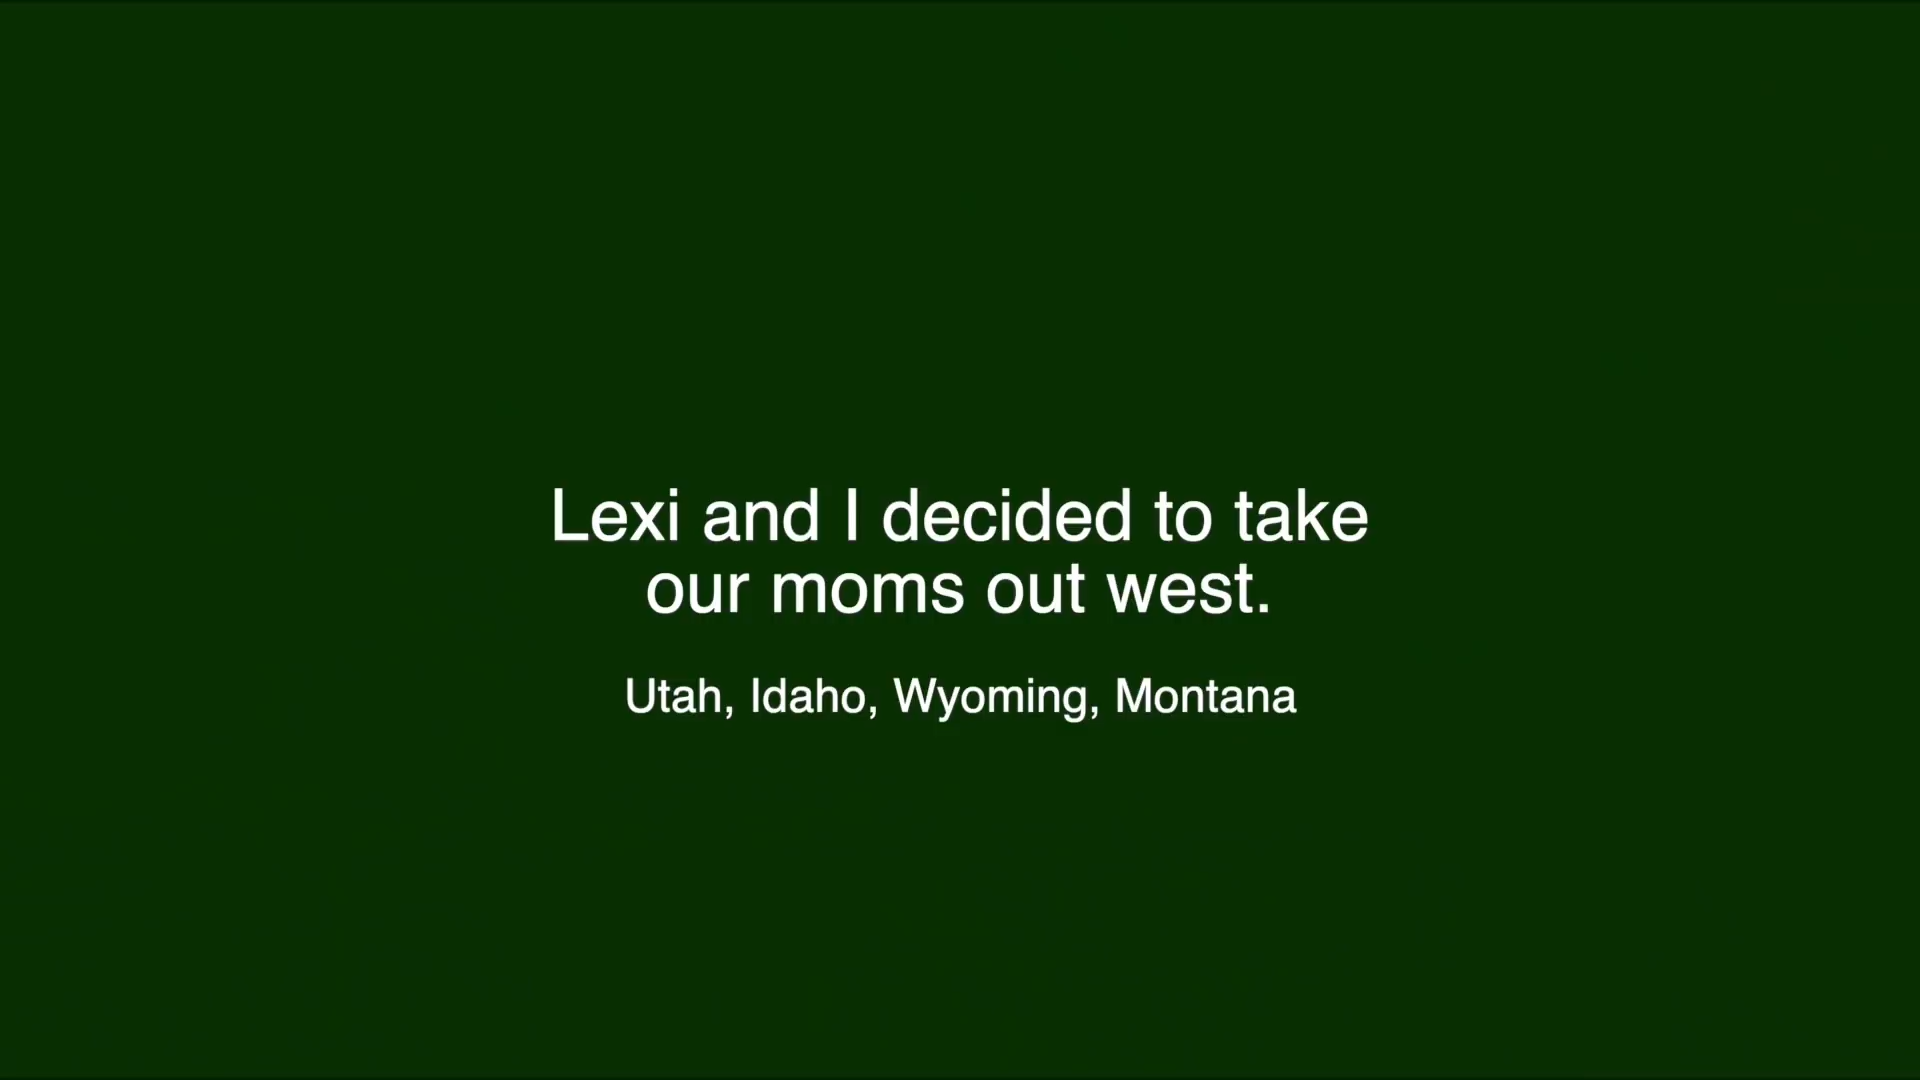 Lexi and I decided to take
our moms out west.
Utah, Idaho, Wyoming, Montana